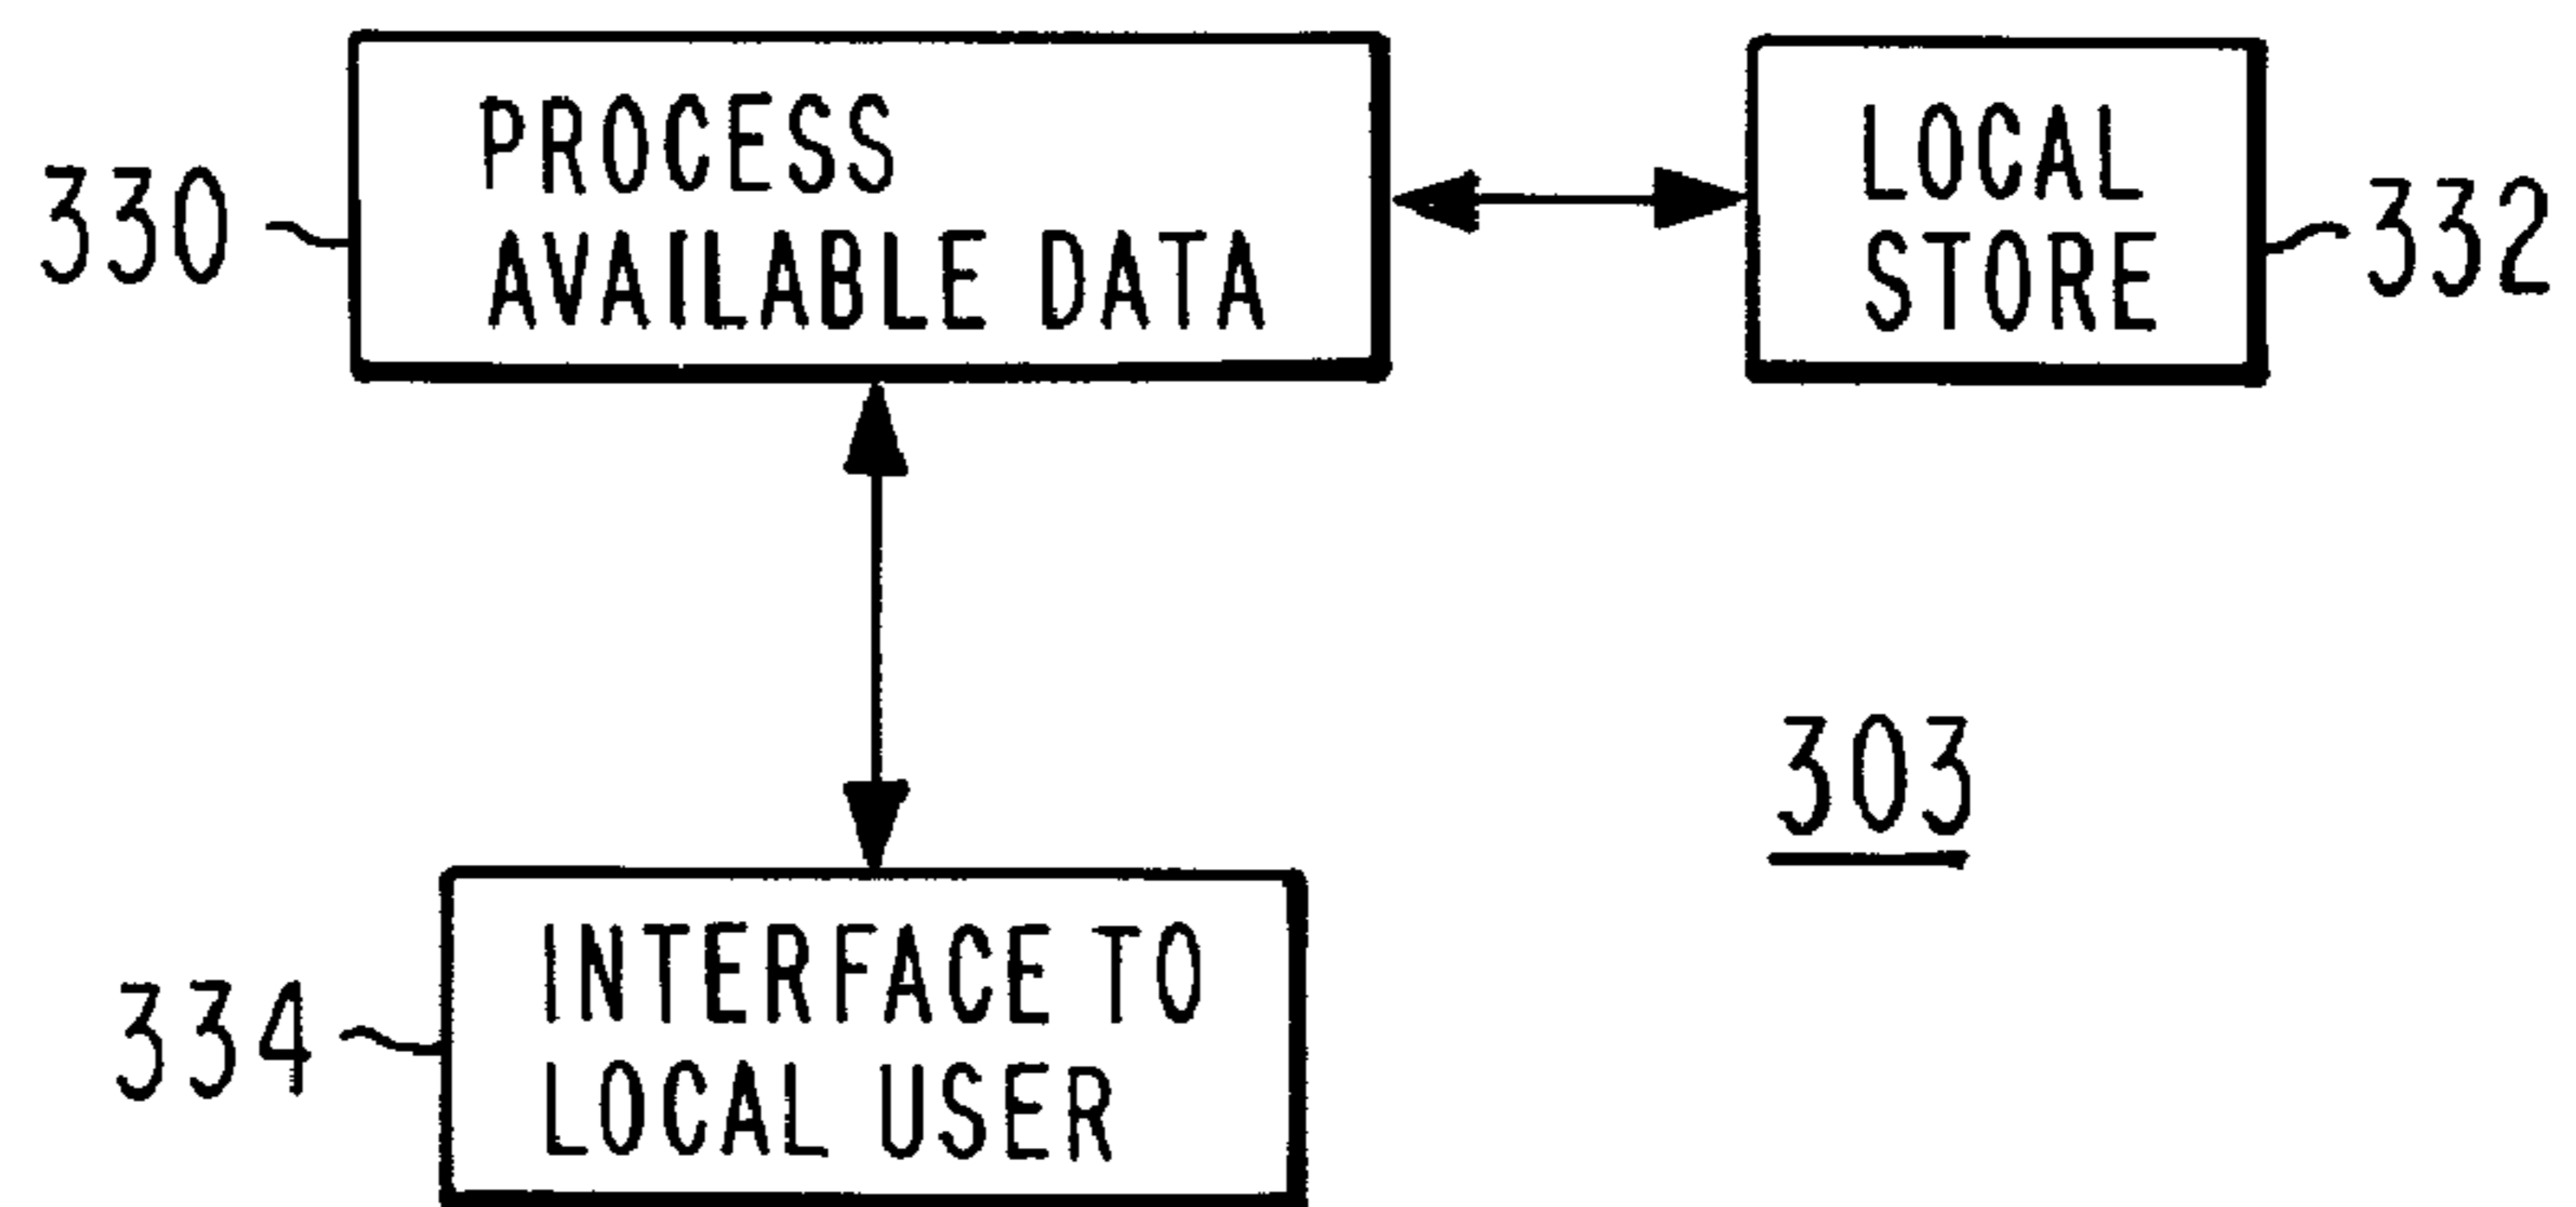 330
PROCESS
AVAILABLE DATA
LOCAL
STORE
332
303
334
INTERFACE TO
LOCAL USER